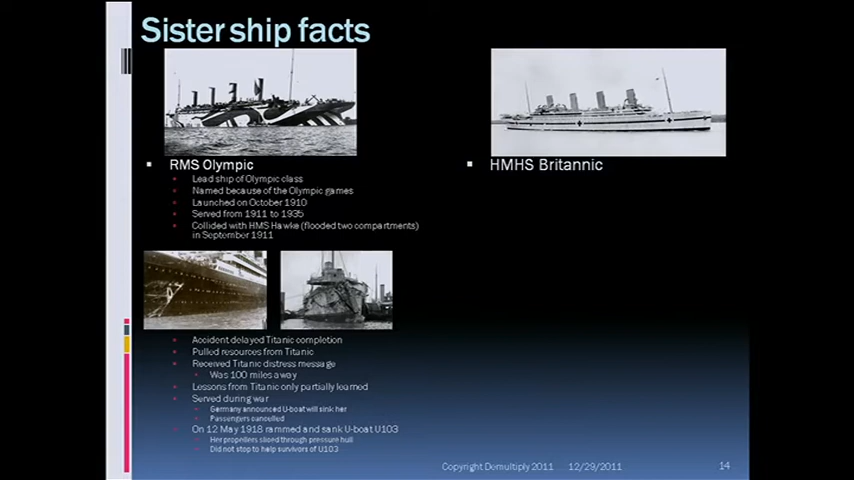 Sister ship facts
RMS Olympic
Lead ship of Olympic class
Named because of the Olympic games
Launched on October 1910
Served from 1911 to 1935
Collided with HMS Hawke (flooded two compartments)
in September 1911
Accident delayed Titanic completion
Pulled resources from Titanic
Received Titanic distress message
Was 100 miles away
Lessons from Titanic only partially learned
Served during war
Germany announced U-boat will sink her
Passengers cancelled
On 12 May 1918 rammed and sank U-boat U103
Her propellers sliced through pressure hull
Did not stop to help survivors of U103
HMHS Britannic
Copyright Demultiply 2011 12/29/2011 14